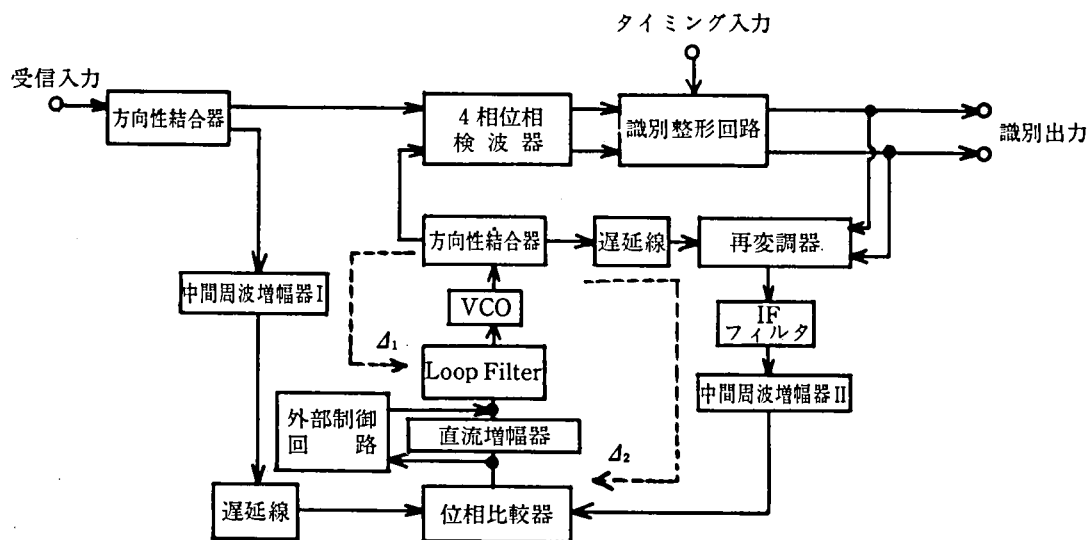 タイミング入力
受信入力
方向性結合器
4相位相
検波器
識別整形回路
識別出力
方向性結合器
遅延線
再変調器
中間周波増幅器Ⅰ
VCO
IF
フィルタ
Δ₁
Loop Filter
中間周波増幅器Ⅱ
外部制御
回路
直流増幅器
Δ₂
遅延線
位相比較器